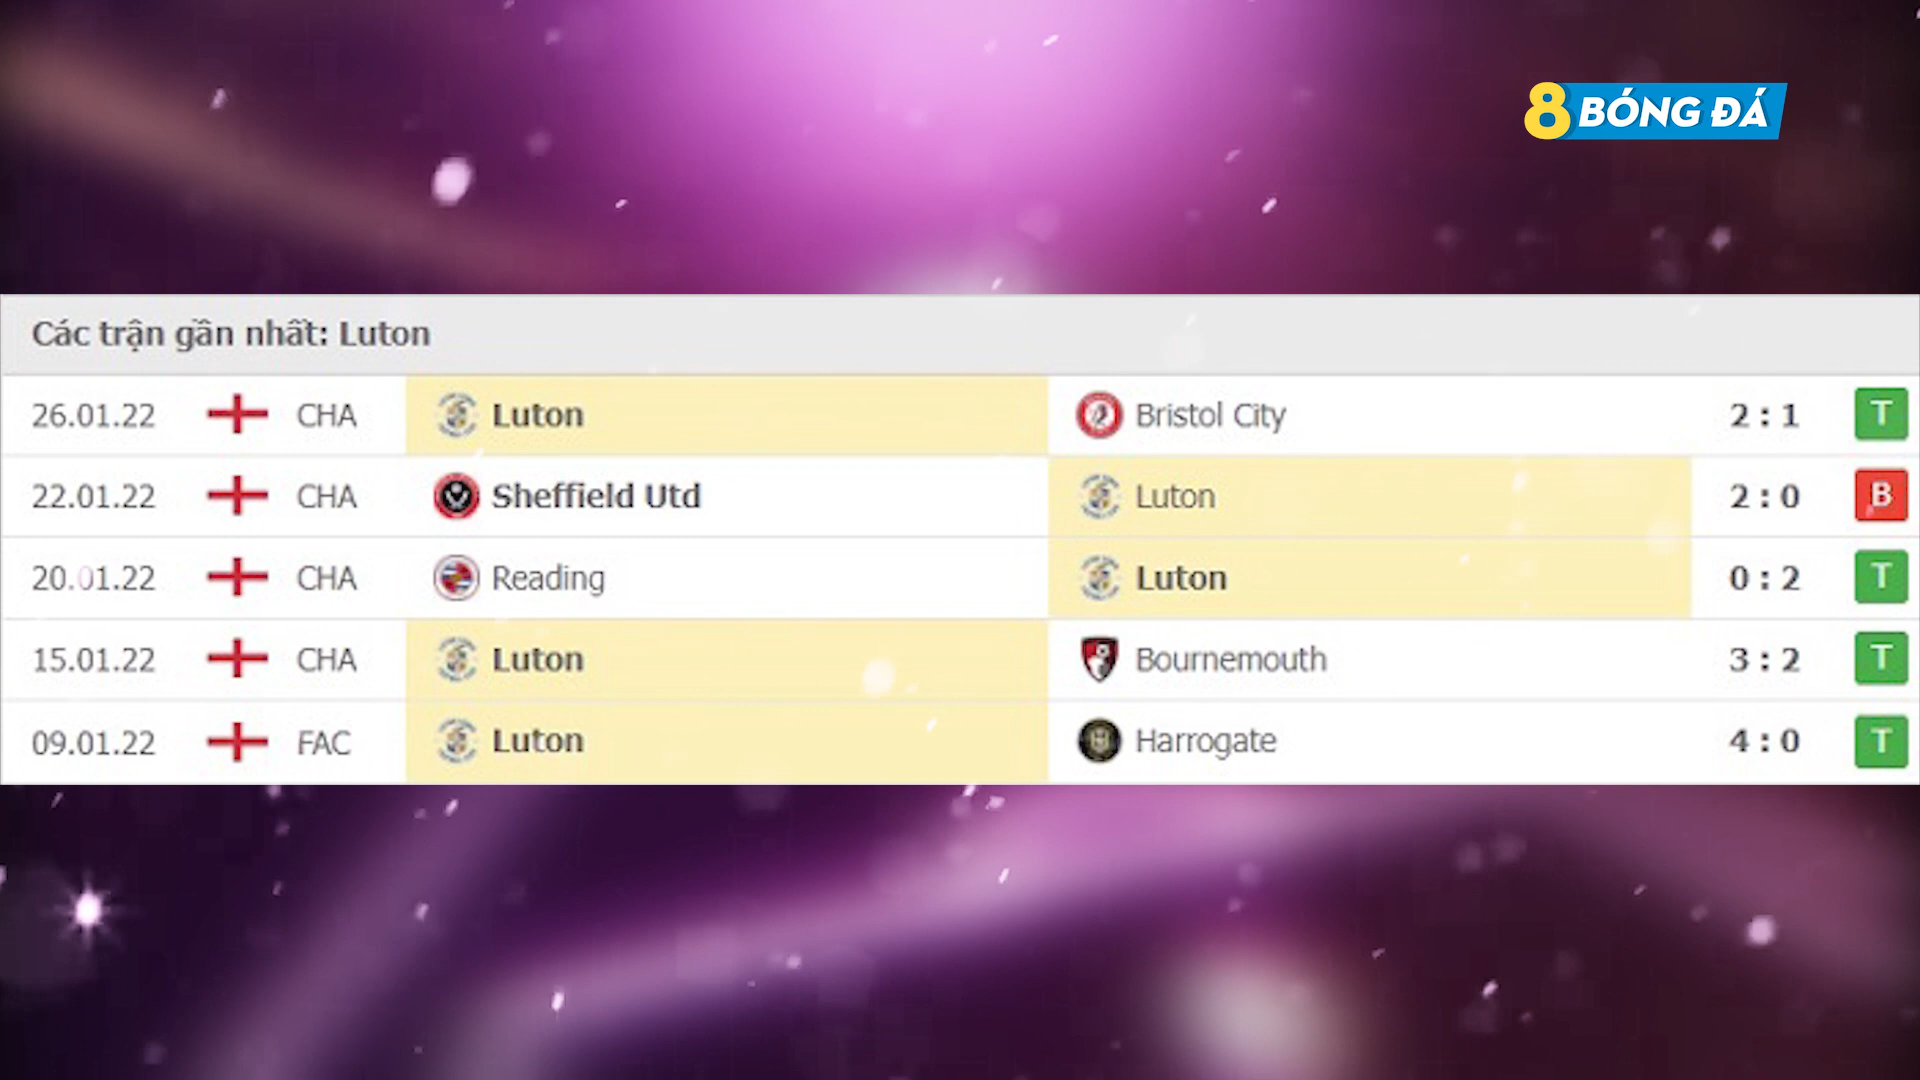 8 BÓNG ĐÁ
Các trận gần nhất: Luton
26.01.22 CHA Luton Bristol City 2 : 1 T
22.01.22 CHA Sheffield Utd Luton 2 : 0 B
20.01.22 CHA Reading Luton 0 : 2 T
15.01.22 CHA Luton Bournemouth 3 : 2 T
09.01.22 FAC Luton Harrogate 4 : 0 T